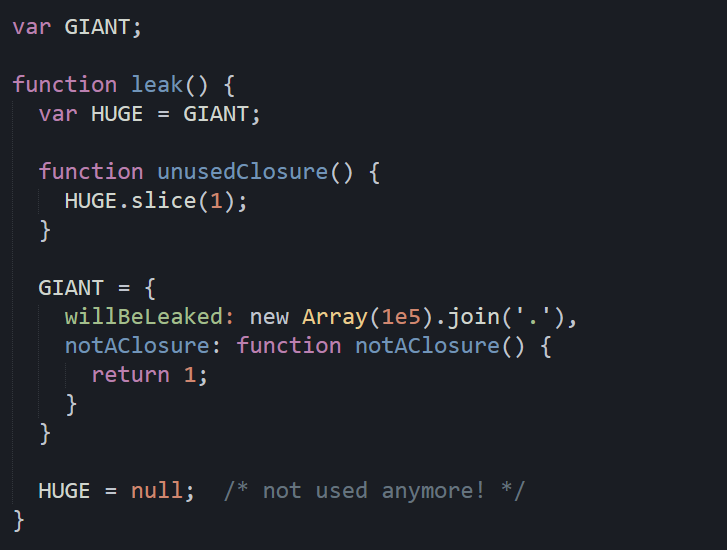 var GIANT;
function leak() {
var HUGE = GIANT;
function unusedClosure() {
HUGE.slice(1);
}
GIANT = {
willBeLeaked: new Array(1e5).join('.'),
notAClosure: function notAClosure() {
return 1;
}
}
HUGE = null; /* not used anymore! */
}